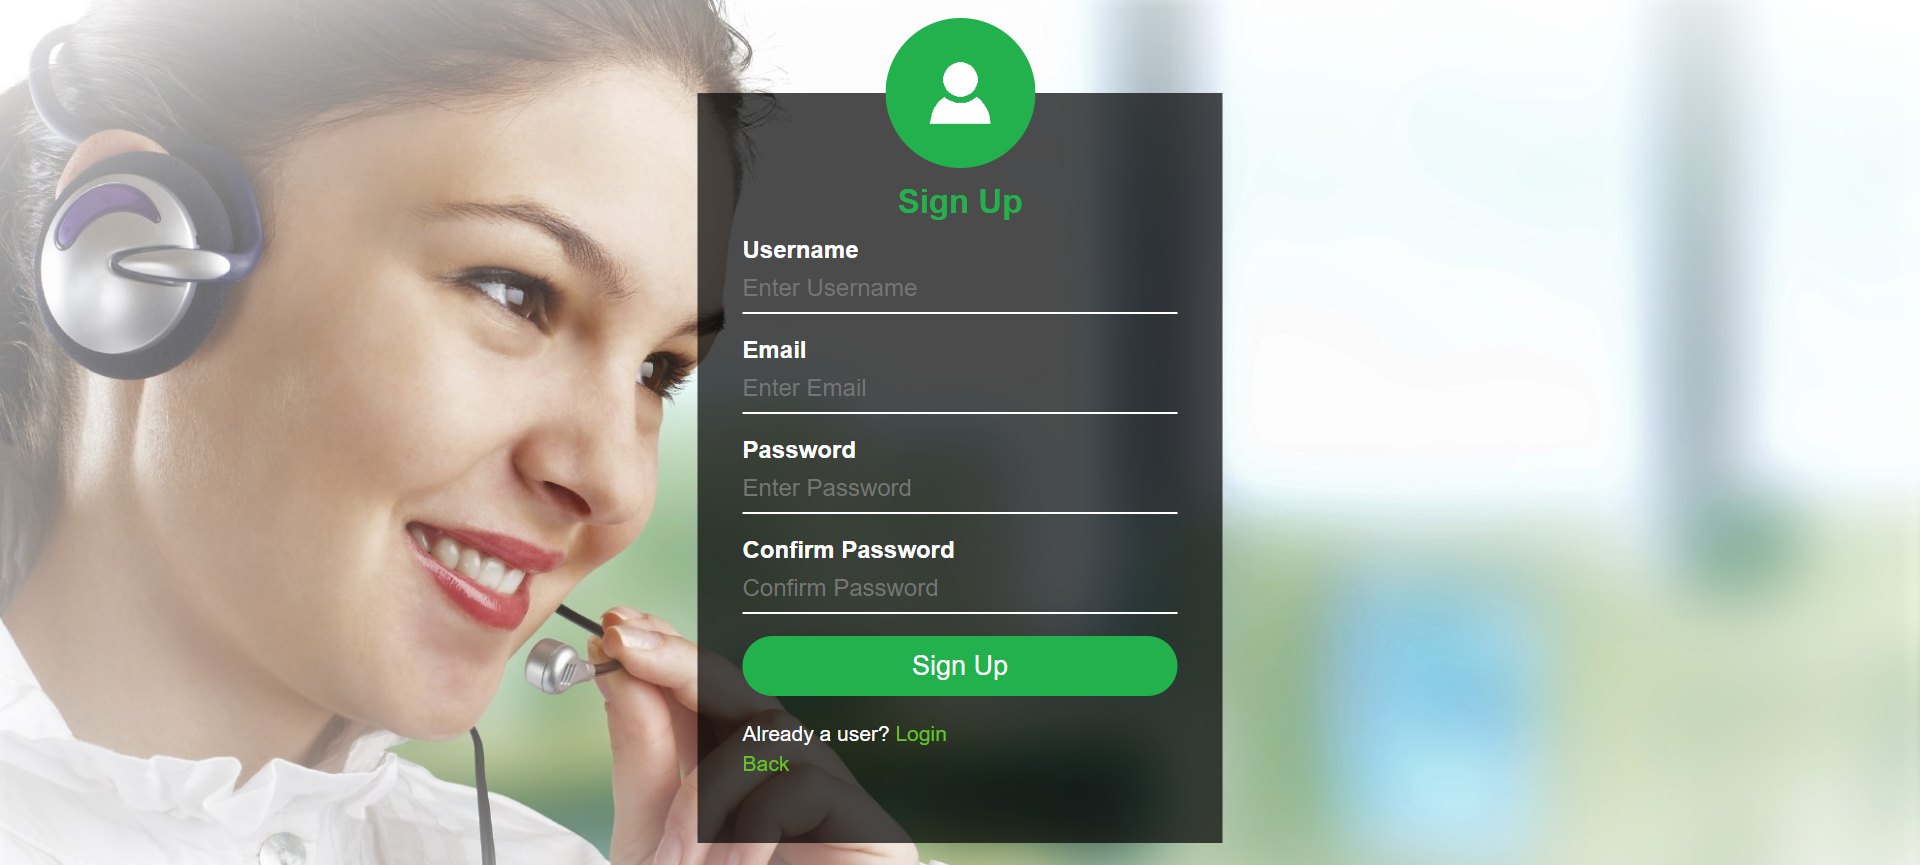 Sign Up
Username
Enter Username
Email
Enter Email
Password
Enter Password
Confirm Password
Confirm Password
Sign Up
Already a user? Login
Back